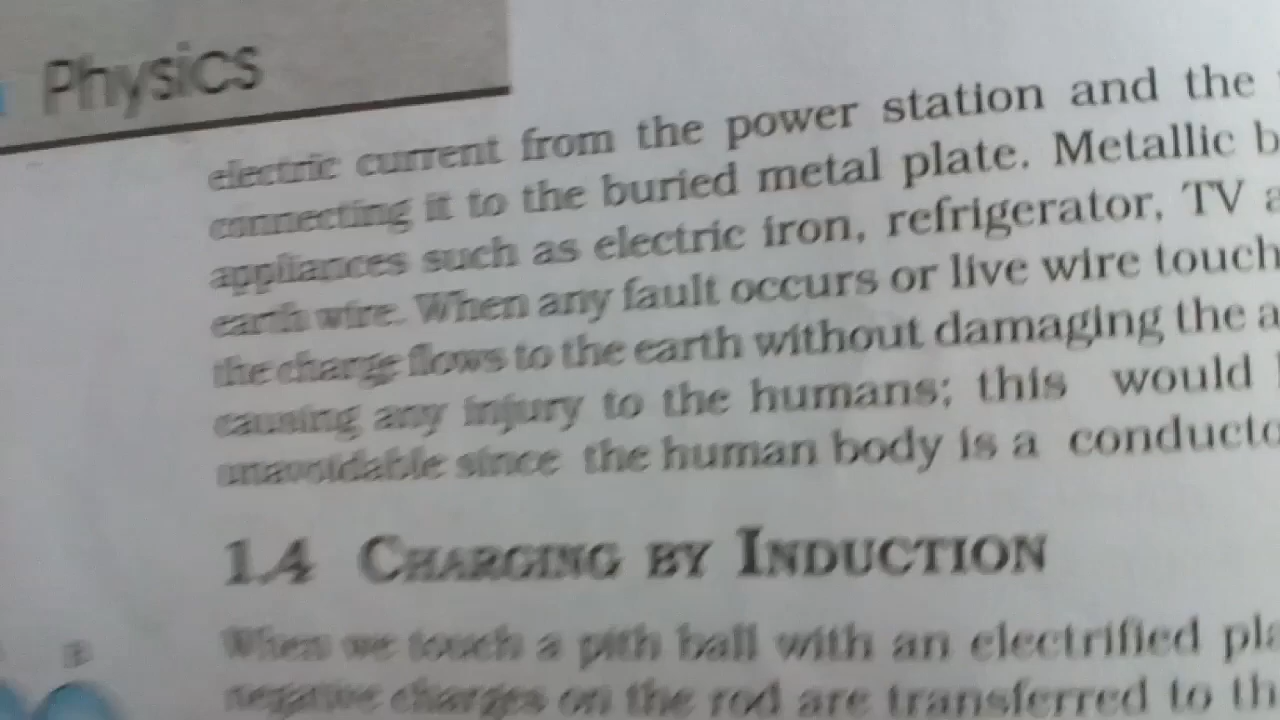 Physics
electric current from the power station and the
connecting it to the buried metal plate. Metallic b
appliances such as electric iron, refrigerator, TV a
earth wire. When any fault occurs or live wire touch
the charge flows to the earth without damaging the a
causing any injury to the humans; this would
unavoidable since the human body is a conducto
1.4 CHARGING BY INDUCTION
When we touch a pith ball with an electrified pla
negative charges on the rod are transferred to th